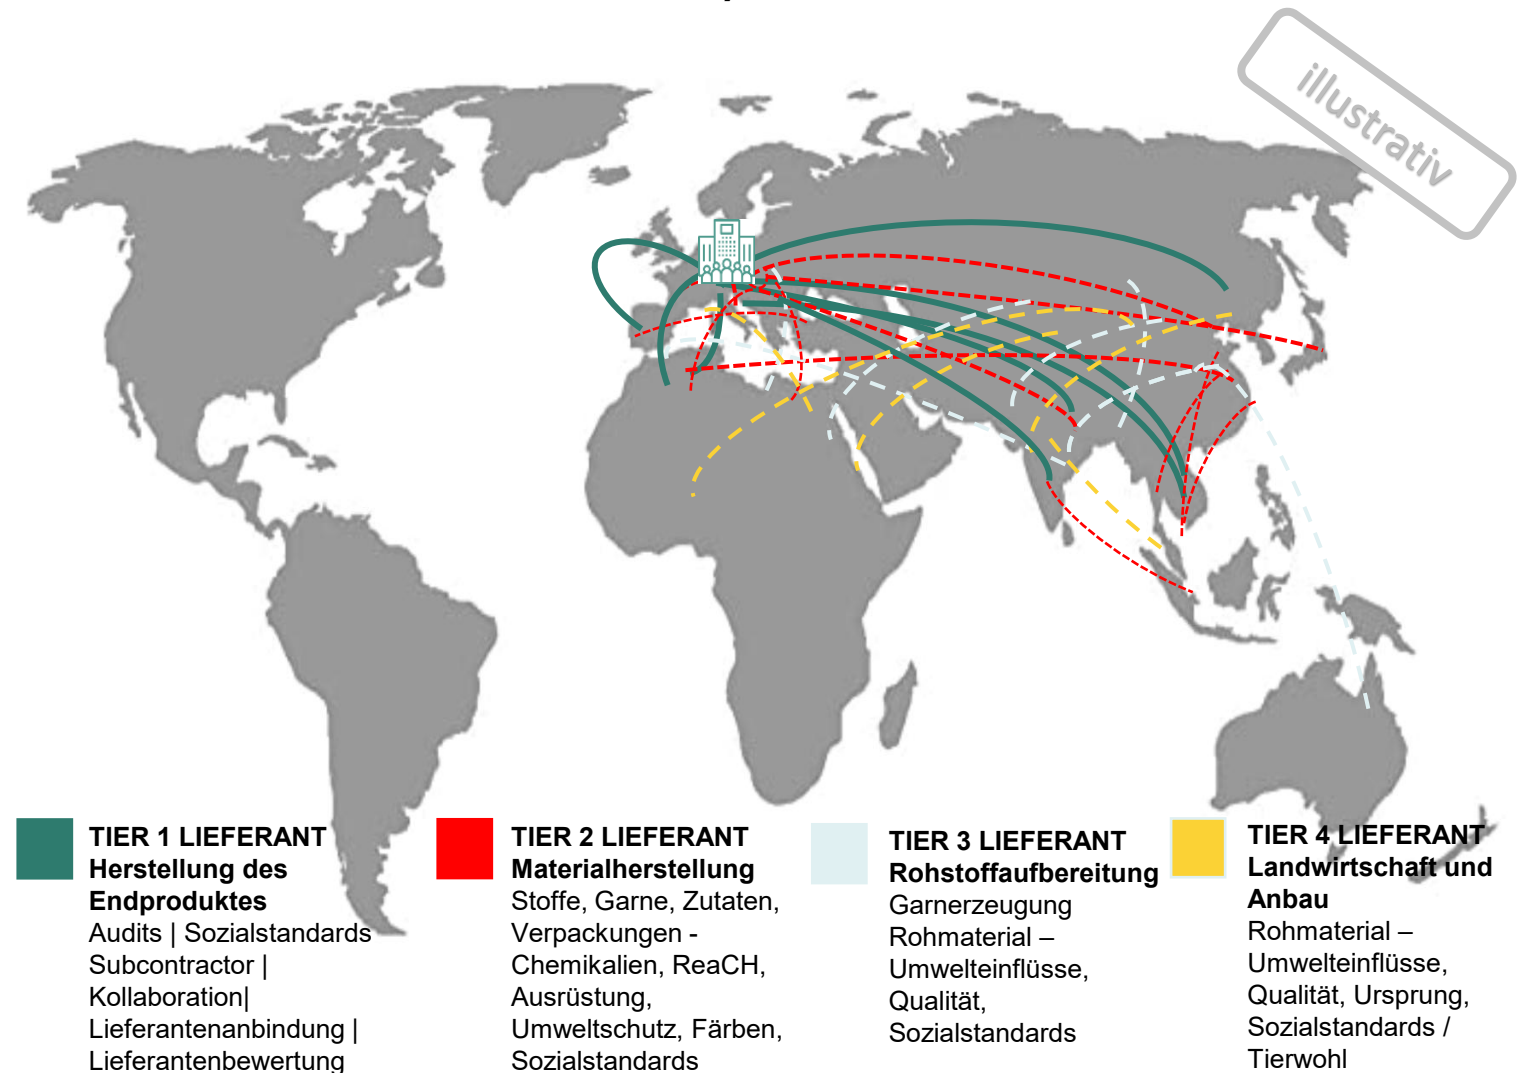 illustrativ
TIER 1 LIEFERANT
Herstellung des
Endproduktes
Audits | Sozialstandards
Subcontractor |
Kollaboration|
Lieferantenanbindung |
Lieferantenbewertung
TIER 2 LIEFERANT
Materialherstellung
Stoffe, Garne, Zutaten,
Verpackungen -
Chemikalien, ReaCH,
Ausrüstung,
Umweltschutz, Färben,
Sozialstandards
TIER 3 LIEFERANT
Rohstoffaufbereitung
Garnerzeugung
Rohmaterial –
Umwelteinflüsse,
Qualität,
Sozialstandards
TIER 4 LIEFERANT
Landwirtschaft und
Anbau
Rohmaterial –
Umwelteinflüsse,
Qualität, Ursprung,
Sozialstandards /
Tierwohl